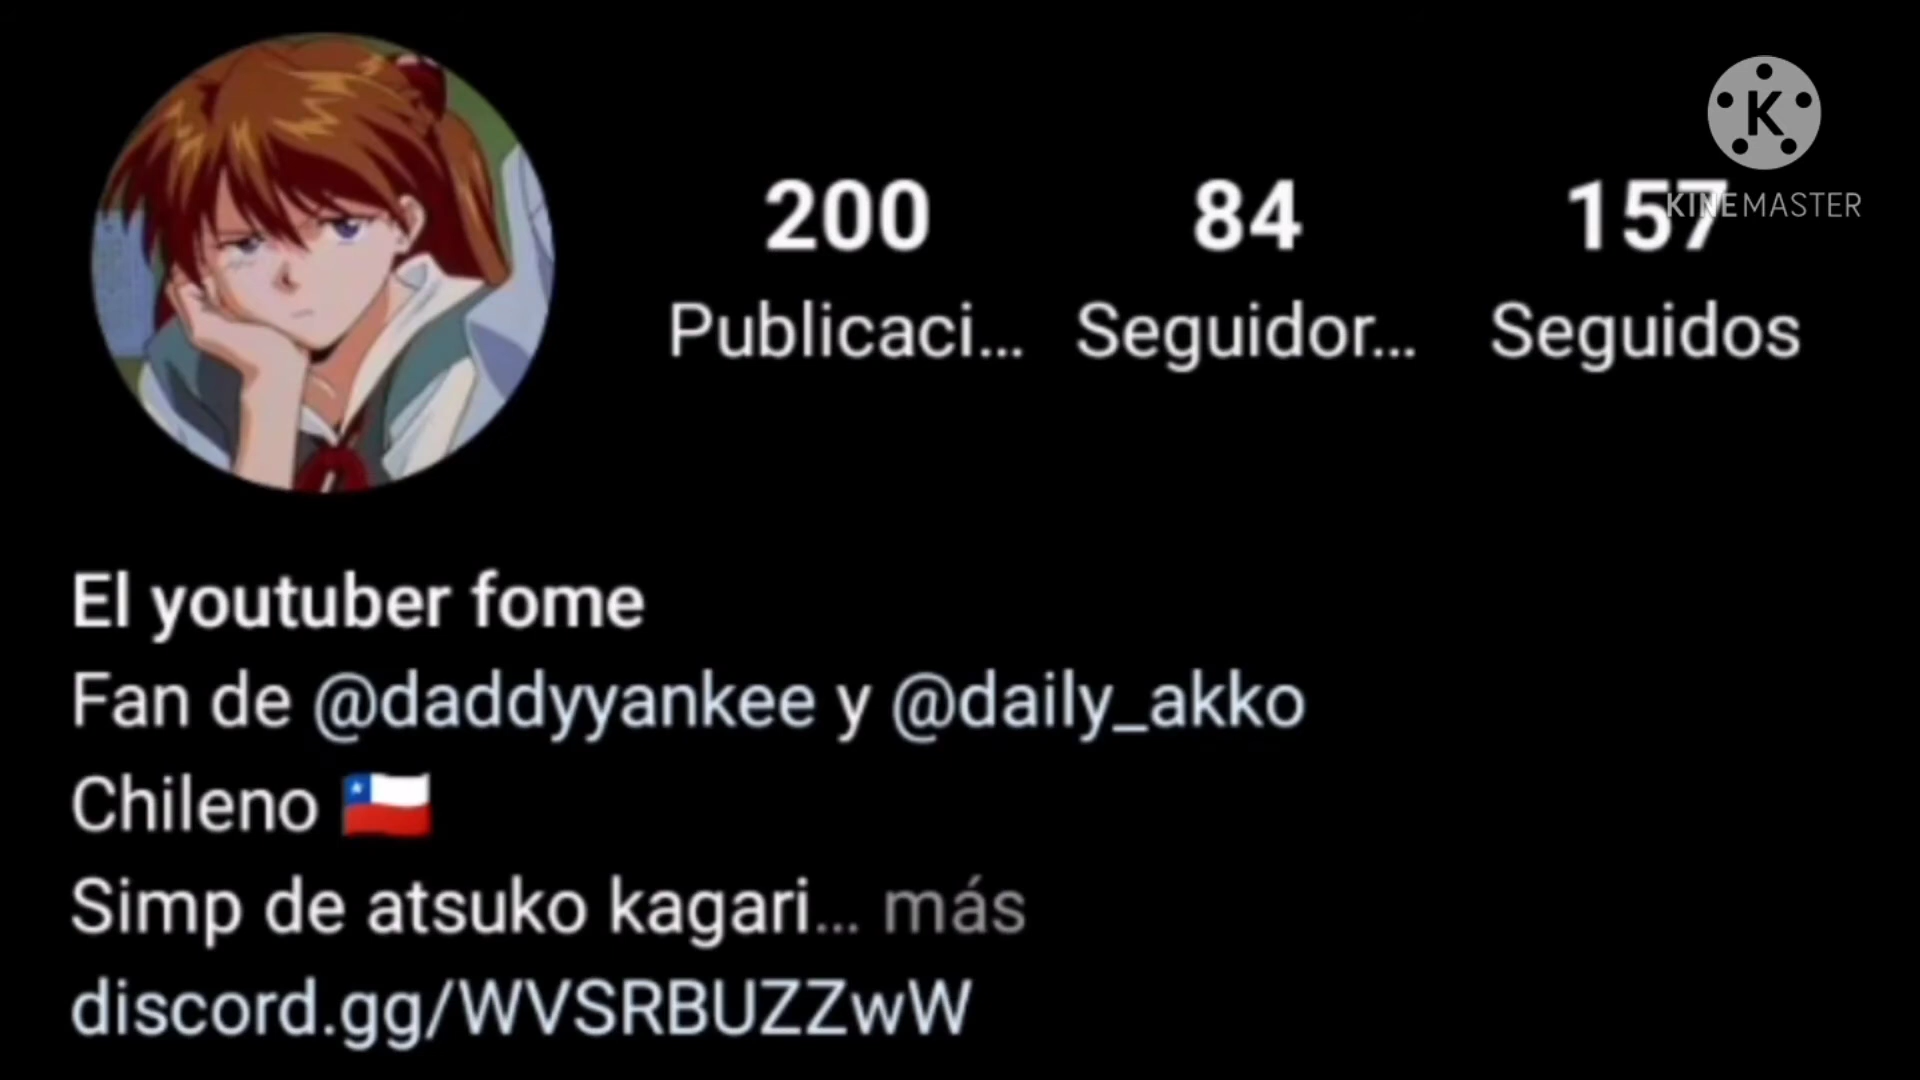 K
KINEMASTER
200 84 157
Publicaci... Seguidor... Seguidos
El youtuber fome
Fan de @daddyyankee y @daily_akko
Chileno 🇨🇱
Simp de atsuko kagari... más
discord.gg/WVSRBUZZwW